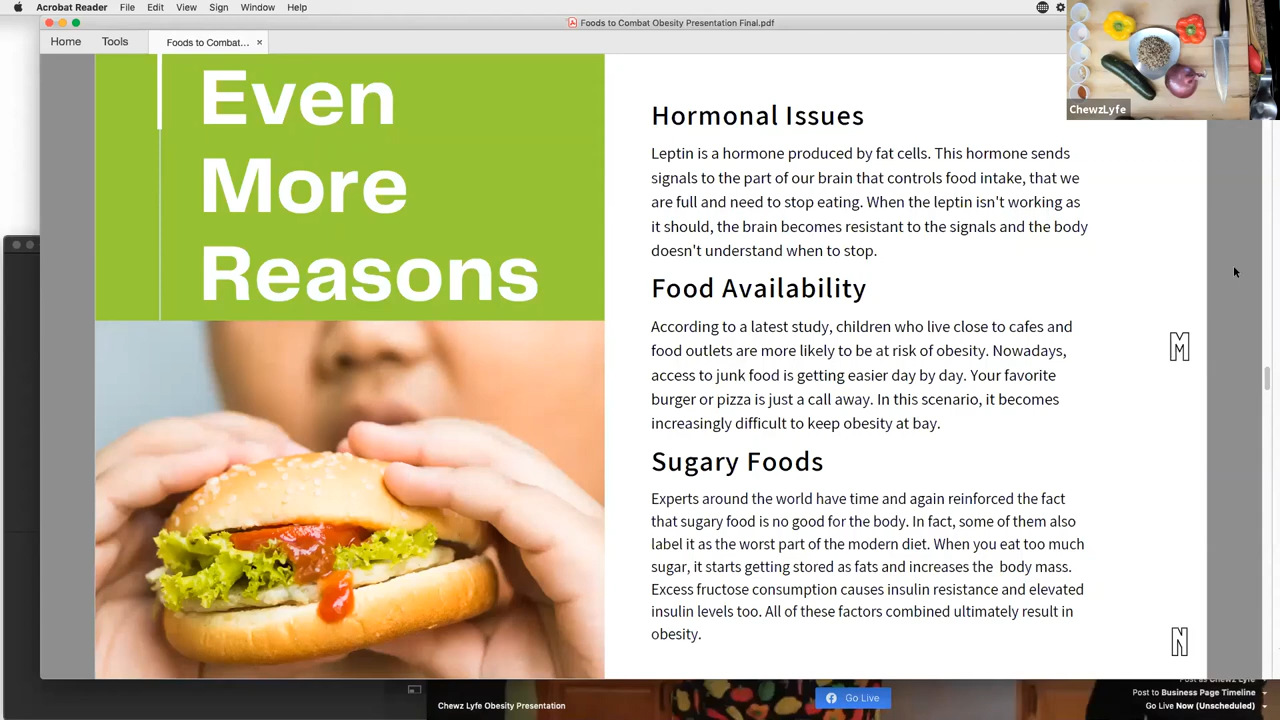 Acrobat Reader File Edit View Sign Window Help
Foods to Combat Obesity Presentation Final.pdf
Home Tools Foods to Combat... ×
ChewzLyfe
Even
More
Reasons
Hormonal Issues
Leptin is a hormone produced by fat cells. This hormone sends
signals to the part of our brain that controls food intake, that we
are full and need to stop eating. When the leptin isn't working as
it should, the brain becomes resistant to the signals and the body
doesn't understand when to stop.
Food Availability
According to a latest study, children who live close to cafes and
food outlets are more likely to be at risk of obesity. Nowadays,
access to junk food is getting easier day by day. Your favorite
burger or pizza is just a call away. In this scenario, it becomes
increasingly difficult to keep obesity at bay.
M
Sugary Foods
Experts around the world have time and again reinforced the fact
that sugary food is no good for the body. In fact, some of them also
label it as the worst part of the modern diet. When you eat too much
sugar, it starts getting stored as fats and increases the body mass.
Excess fructose consumption causes insulin resistance and elevated
insulin levels too. All of these factors combined ultimately result in
obesity.
N
Post as Chewz Lyfe
Post to Business Page Timeline
Chewz Lyfe Obesity Presentation
Go Live
Go Live Now (Unscheduled)